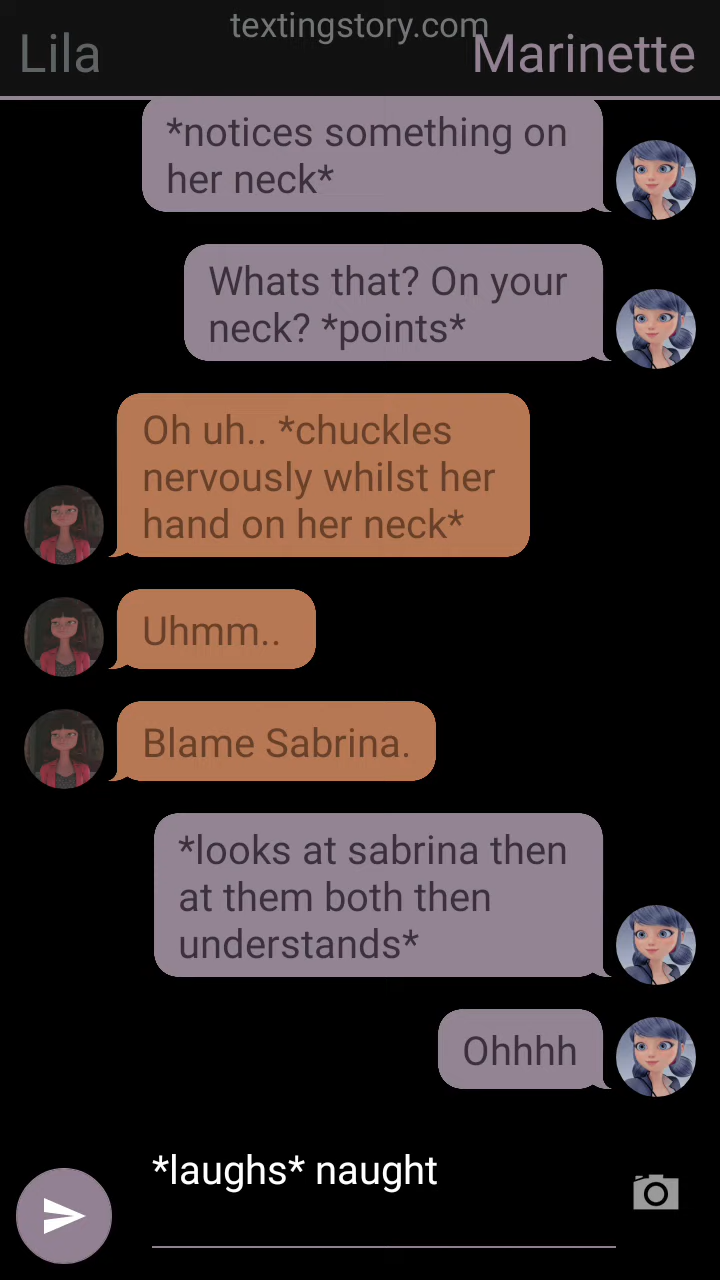 textingstory.com
Lila
Marinette
*notices something on
her neck*
Whats that? On your
neck? *points*
Oh uh.. *chuckles
nervously whilst her
hand on her neck*
Uhmm..
Blame Sabrina.
*looks at sabrina then
at them both then
understands*
Ohhhh
*laughs* naught